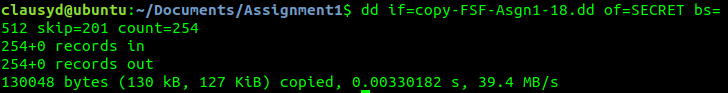 clausyd@ubuntu:~/Documents/Assignment1$ dd if=copy-FSF-Asgn1-18.dd of=SECRET bs=
512 skip=201 count=254
254+0 records in
254+0 records out
130048 bytes (130 kB, 127 KiB) copied, 0.00330182 s, 39.4 MB/s